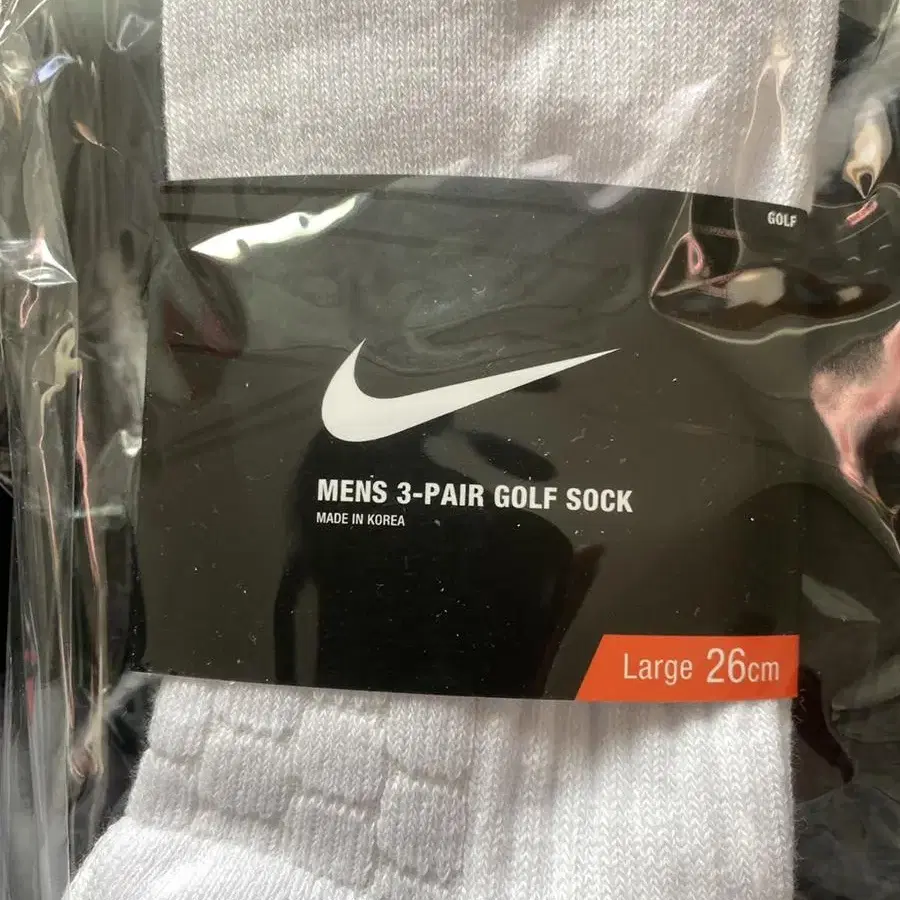 GOLF
MENS 3-PAIR GOLF SOCK
MADE IN KOREA
Large 26cm